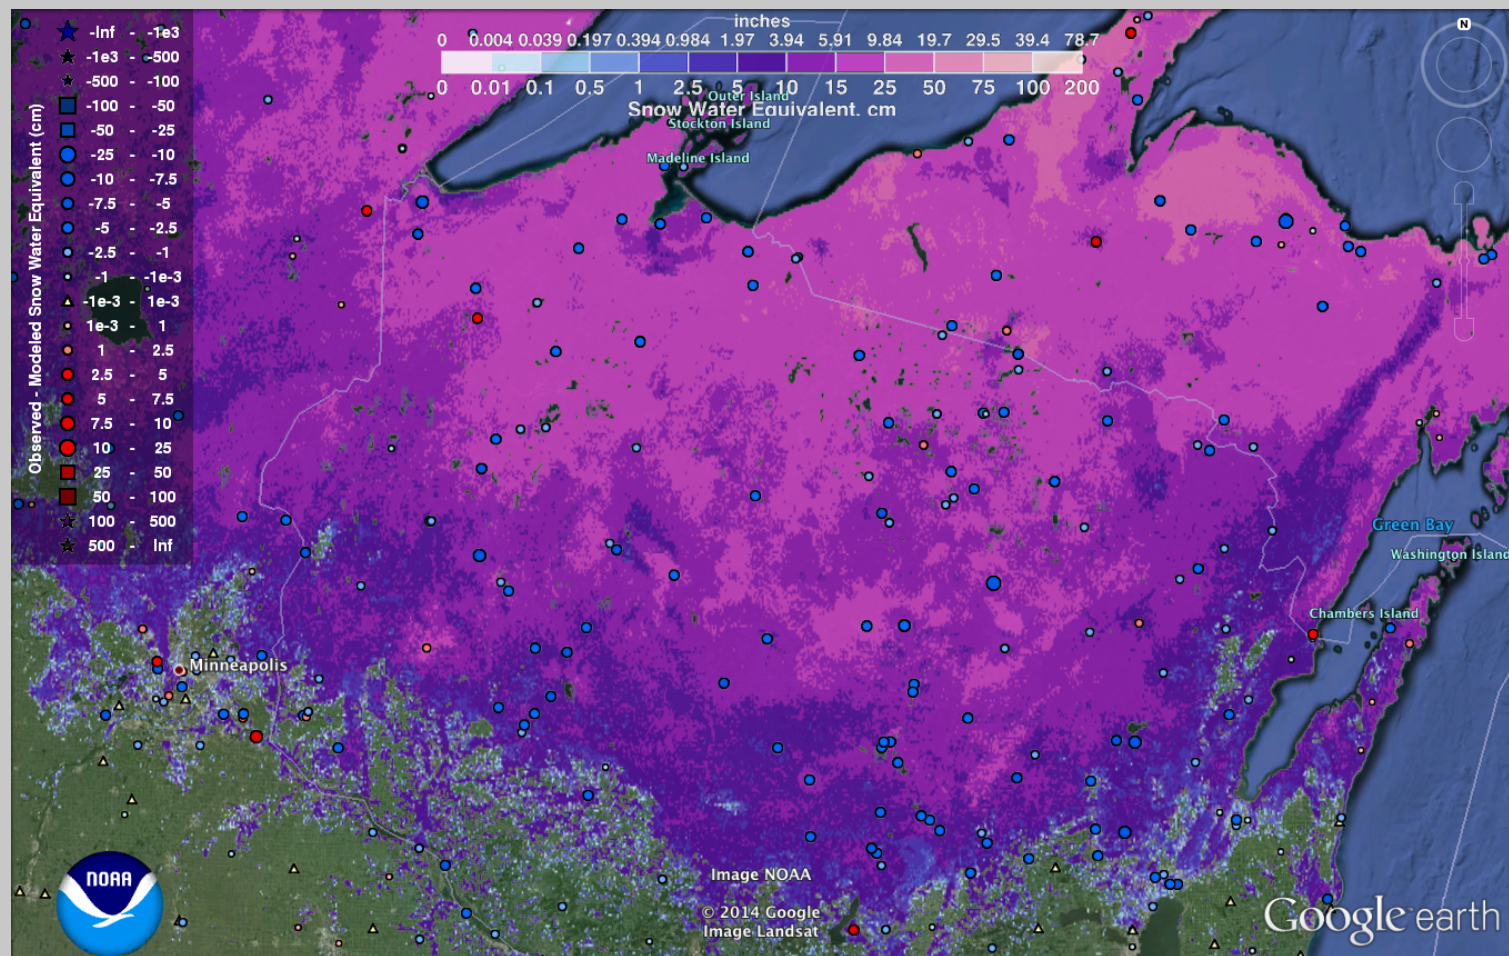 inches
0 0.004 0.039 0.197 0.394 0.984 1.97 3.94 5.91 9.84 19.7 29.5 39.4 78.7
0 0.01 0.1 0.5 1 2.5 5 10 15 25 50 75 100 200
Snow Water Equivalent, cm
Observed - Modeled Snow Water Equivalent (cm)
-Inf - -1e3
-1e3 - -500
-500 - -100
-100 - -50
-50 - -25
-25 - -10
-10 - -7.5
-7.5 - -5
-5 - -2.5
-2.5 - -1
-1 - -1e-3
-1e-3 - 1e-3
1e-3 - 1
1 - 2.5
2.5 - 5
5 - 7.5
7.5 - 10
10 - 25
25 - 50
50 - 100
100 - 500
500 - Inf
N
Outer Island
Stockton Island
Madeline Island
Green Bay
Washington Island
Chambers Island
Minneapolis
NOAA
Image NOAA
© 2014 Google
Image Landsat
Google earth